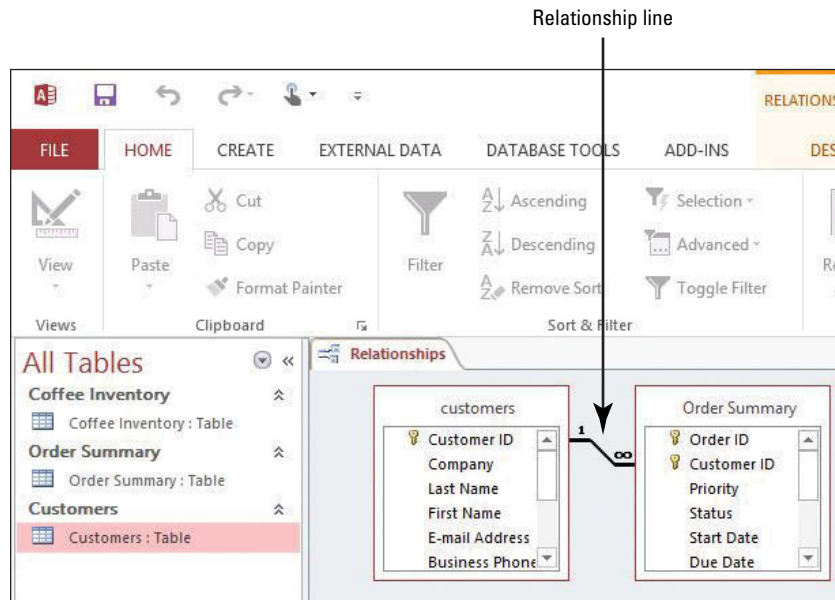 Relationship line
RELATIONS
FILE HOME CREATE EXTERNAL DATA DATABASE TOOLS ADD-INS DES
View
Paste
Cut
Copy
Format Painter
Filter
Ascending
Descending
Remove Sort
Selection
Advanced
Toggle Filter
Re
Views Clipboard Sort & Filter
All Tables
Coffee Inventory
Coffee Inventory : Table
Order Summary
Order Summary : Table
Customers
Customers : Table
Relationships
customers
Customer ID
Company
Last Name
First Name
E-mail Address
Business Phone
1 ∞
Order Summary
Order ID
Customer ID
Priority
Status
Start Date
Due Date